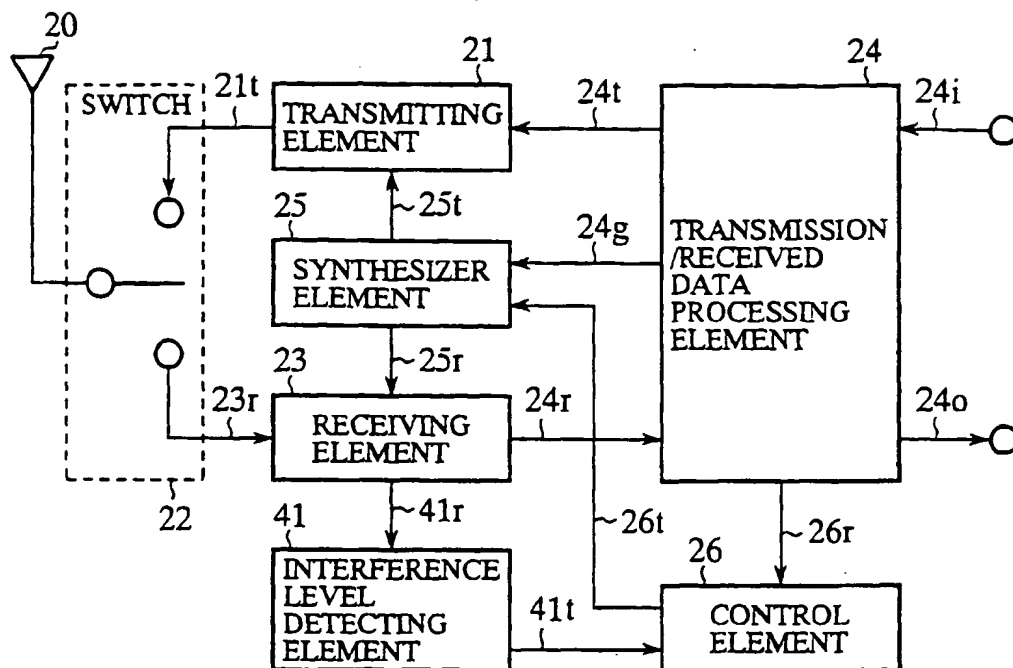 20
21
24
SWITCH
21t
TRANSMITTING
ELEMENT
24t
24i
25
25t
24g
SYNTHESIZER
ELEMENT
TRANSMISSION
/RECEIVED
DATA
PROCESSING
ELEMENT
23
25r
23r
RECEIVING
ELEMENT
24r
24o
22
41
41r
26t
26r
26
INTERFERENCE
LEVEL
DETECTING
ELEMENT
41t
CONTROL
ELEMENT